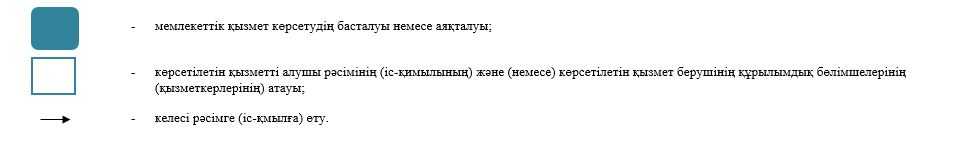 - мемлекеттік қызмет көрсетудің басталуы немесе аяқталуы;
- көрсетілетін қызметті алушы рәсімінің (іс-қимылының) және (немесе) көрсетілетін қызмет берушінің құрылымдық бөлімшелерінің
(қызметкерлерінің) атауы;
- келесі рәсімге (іс-қмылға) өту.